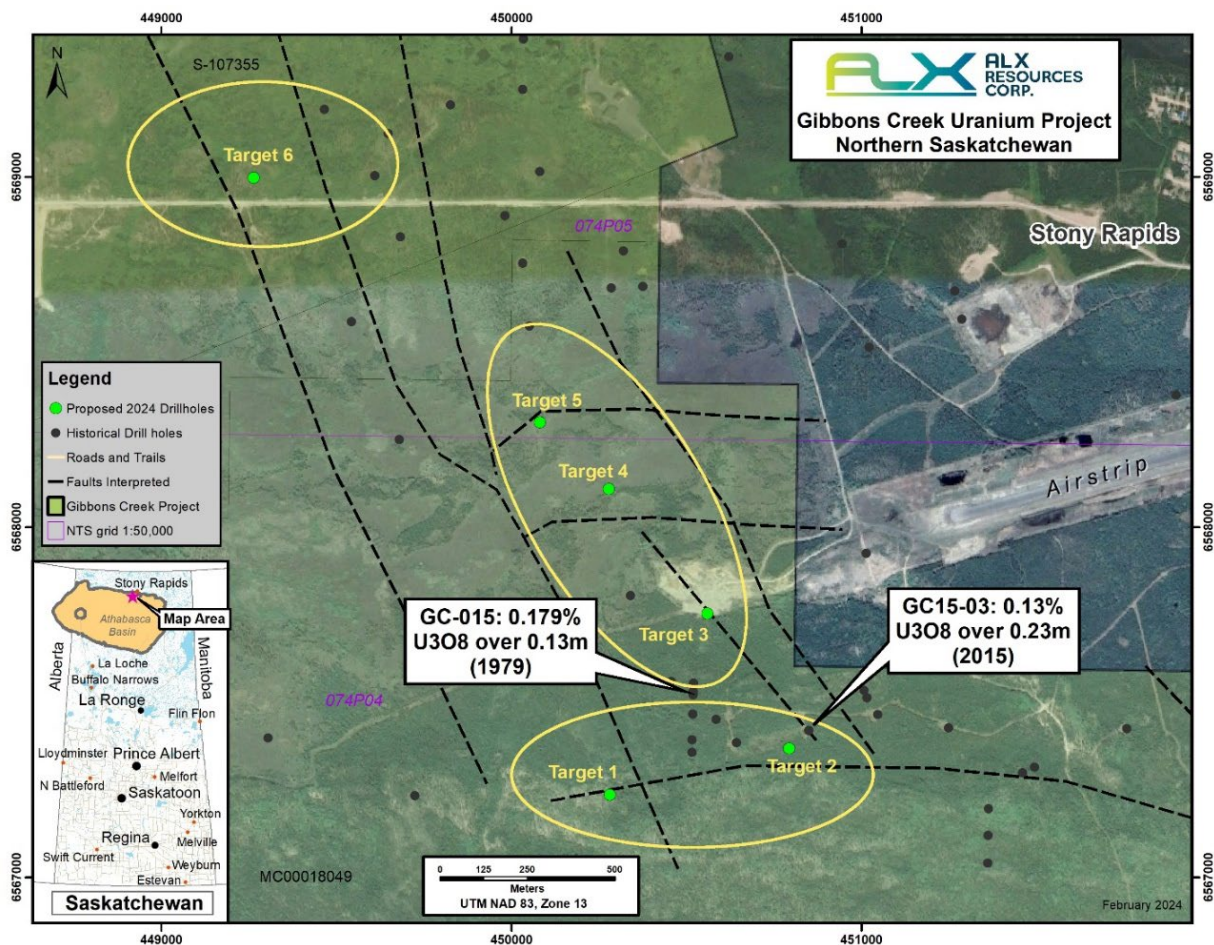 449000
450000
451000
N
S-107355
ALX
ALX
RESOURCES
CORP.
Gibbons Creek Uranium Project
Northern Saskatchewan
6569000
6569000
Target 6
074P05
Stony Rapids
Legend
Proposed 2024 Drillholes
Historical Drill holes
Roads and Trails
Faults Interpreted
Gibbons Creek Project
NTS grid 1:50,000
Target 5
Target 4
Airstrip
6568000
6568000
GC-015: 0.179%
U3O8 over 0.13m
(1979)
GC15-03: 0.13%
U3O8 over 0.23m
(2015)
Target 3
074P04
Target 1
Target 2
Stony Rapids
Map Area
Athabasca
Basin
Alberta
Manitoba
La Loche
Buffalo Narrows
La Ronge
Flin Flon
Lloydminster
Prince Albert
N Battleford
Melfort
Saskatoon
Yorkton
Regina
Melville
Swift Current
Weyburn
Estevan
Saskatchewan
MC00018049
0 125 250 500
Meters
UTM NAD 83, Zone 13
6567000
6567000
February 2024
449000
450000
451000